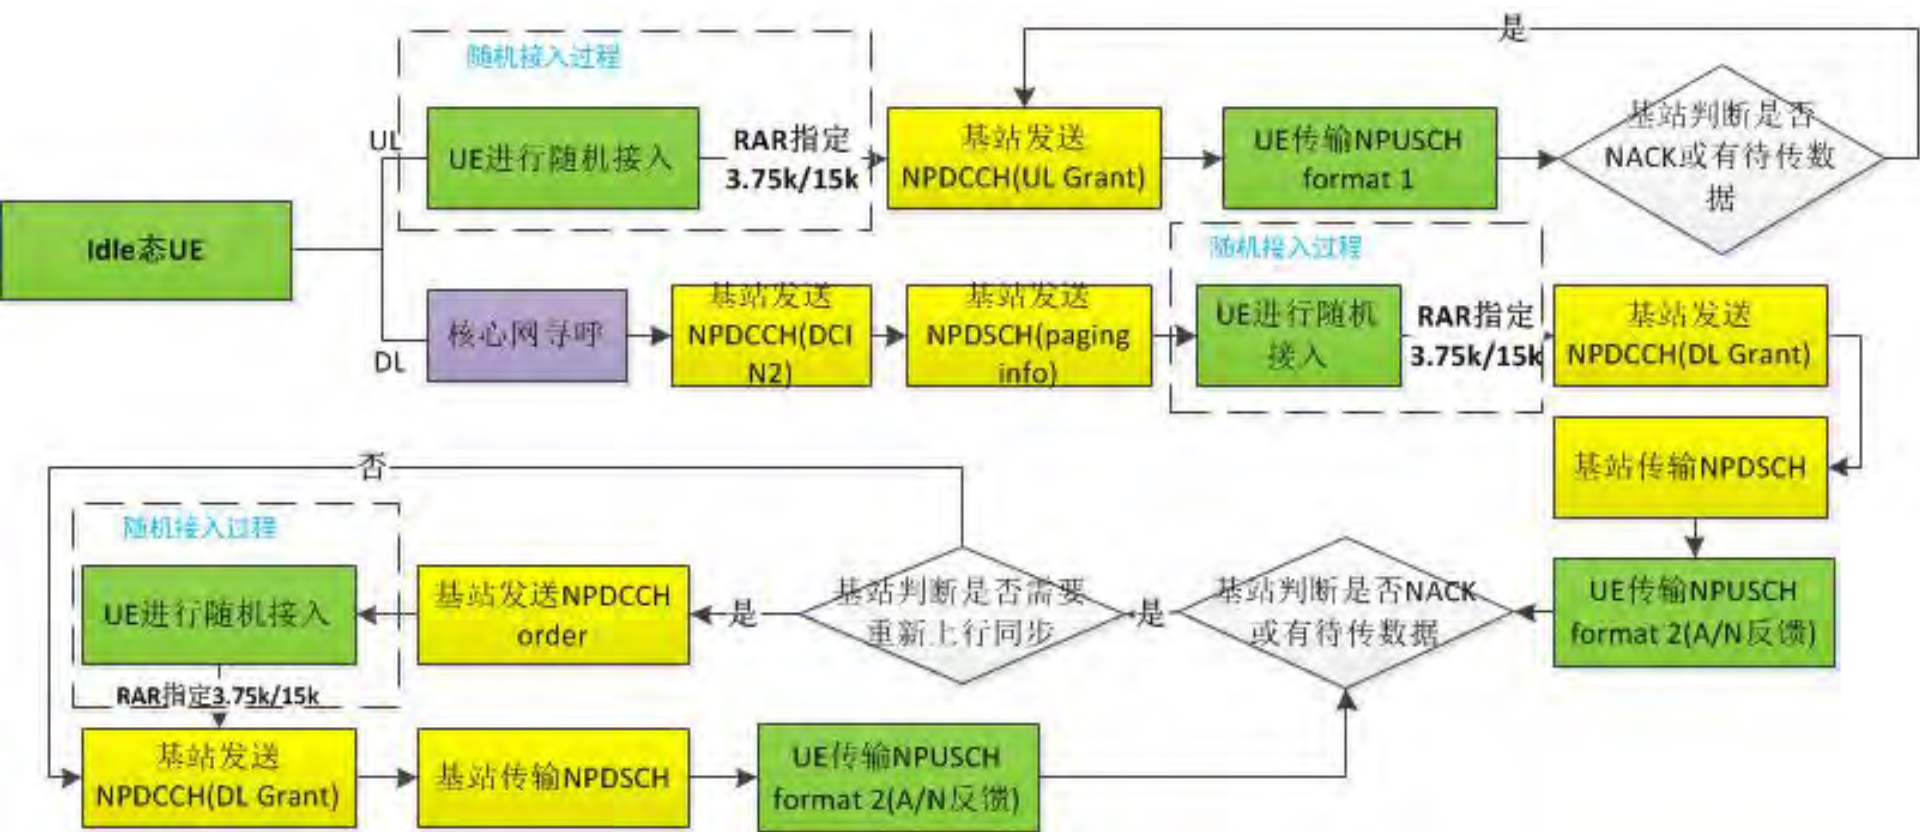 随机接入过程
是
UL
UE进行随机接入
RAR指定
3.75k/15k
基站发送
NPDCCH(UL Grant)
UE传输NPUSCH
format 1
基站判断是否
NACK或有待传数
据
Idle态UE
随机接入过程
DL
核心网寻呼
基站发送
NPDCCH(DCI
N2)
基站发送
NPDSCH(paging
info)
UE进行随机
接入
RAR指定
3.75k/15k
基站发送
NPDCCH(DL Grant)
基站传输NPDSCH
否
随机接入过程
UE进行随机接入
基站发送NPDCCH
order
是
基站判断是否需要
重新上行同步
是
基站判断是否NACK
或有待传数据
UE传输NPUSCH
format 2(A/N反馈)
RAR指定3.75k/15k
基站发送
NPDCCH(DL Grant)
基站传输NPDSCH
UE传输NPUSCH
format 2(A/N反馈)